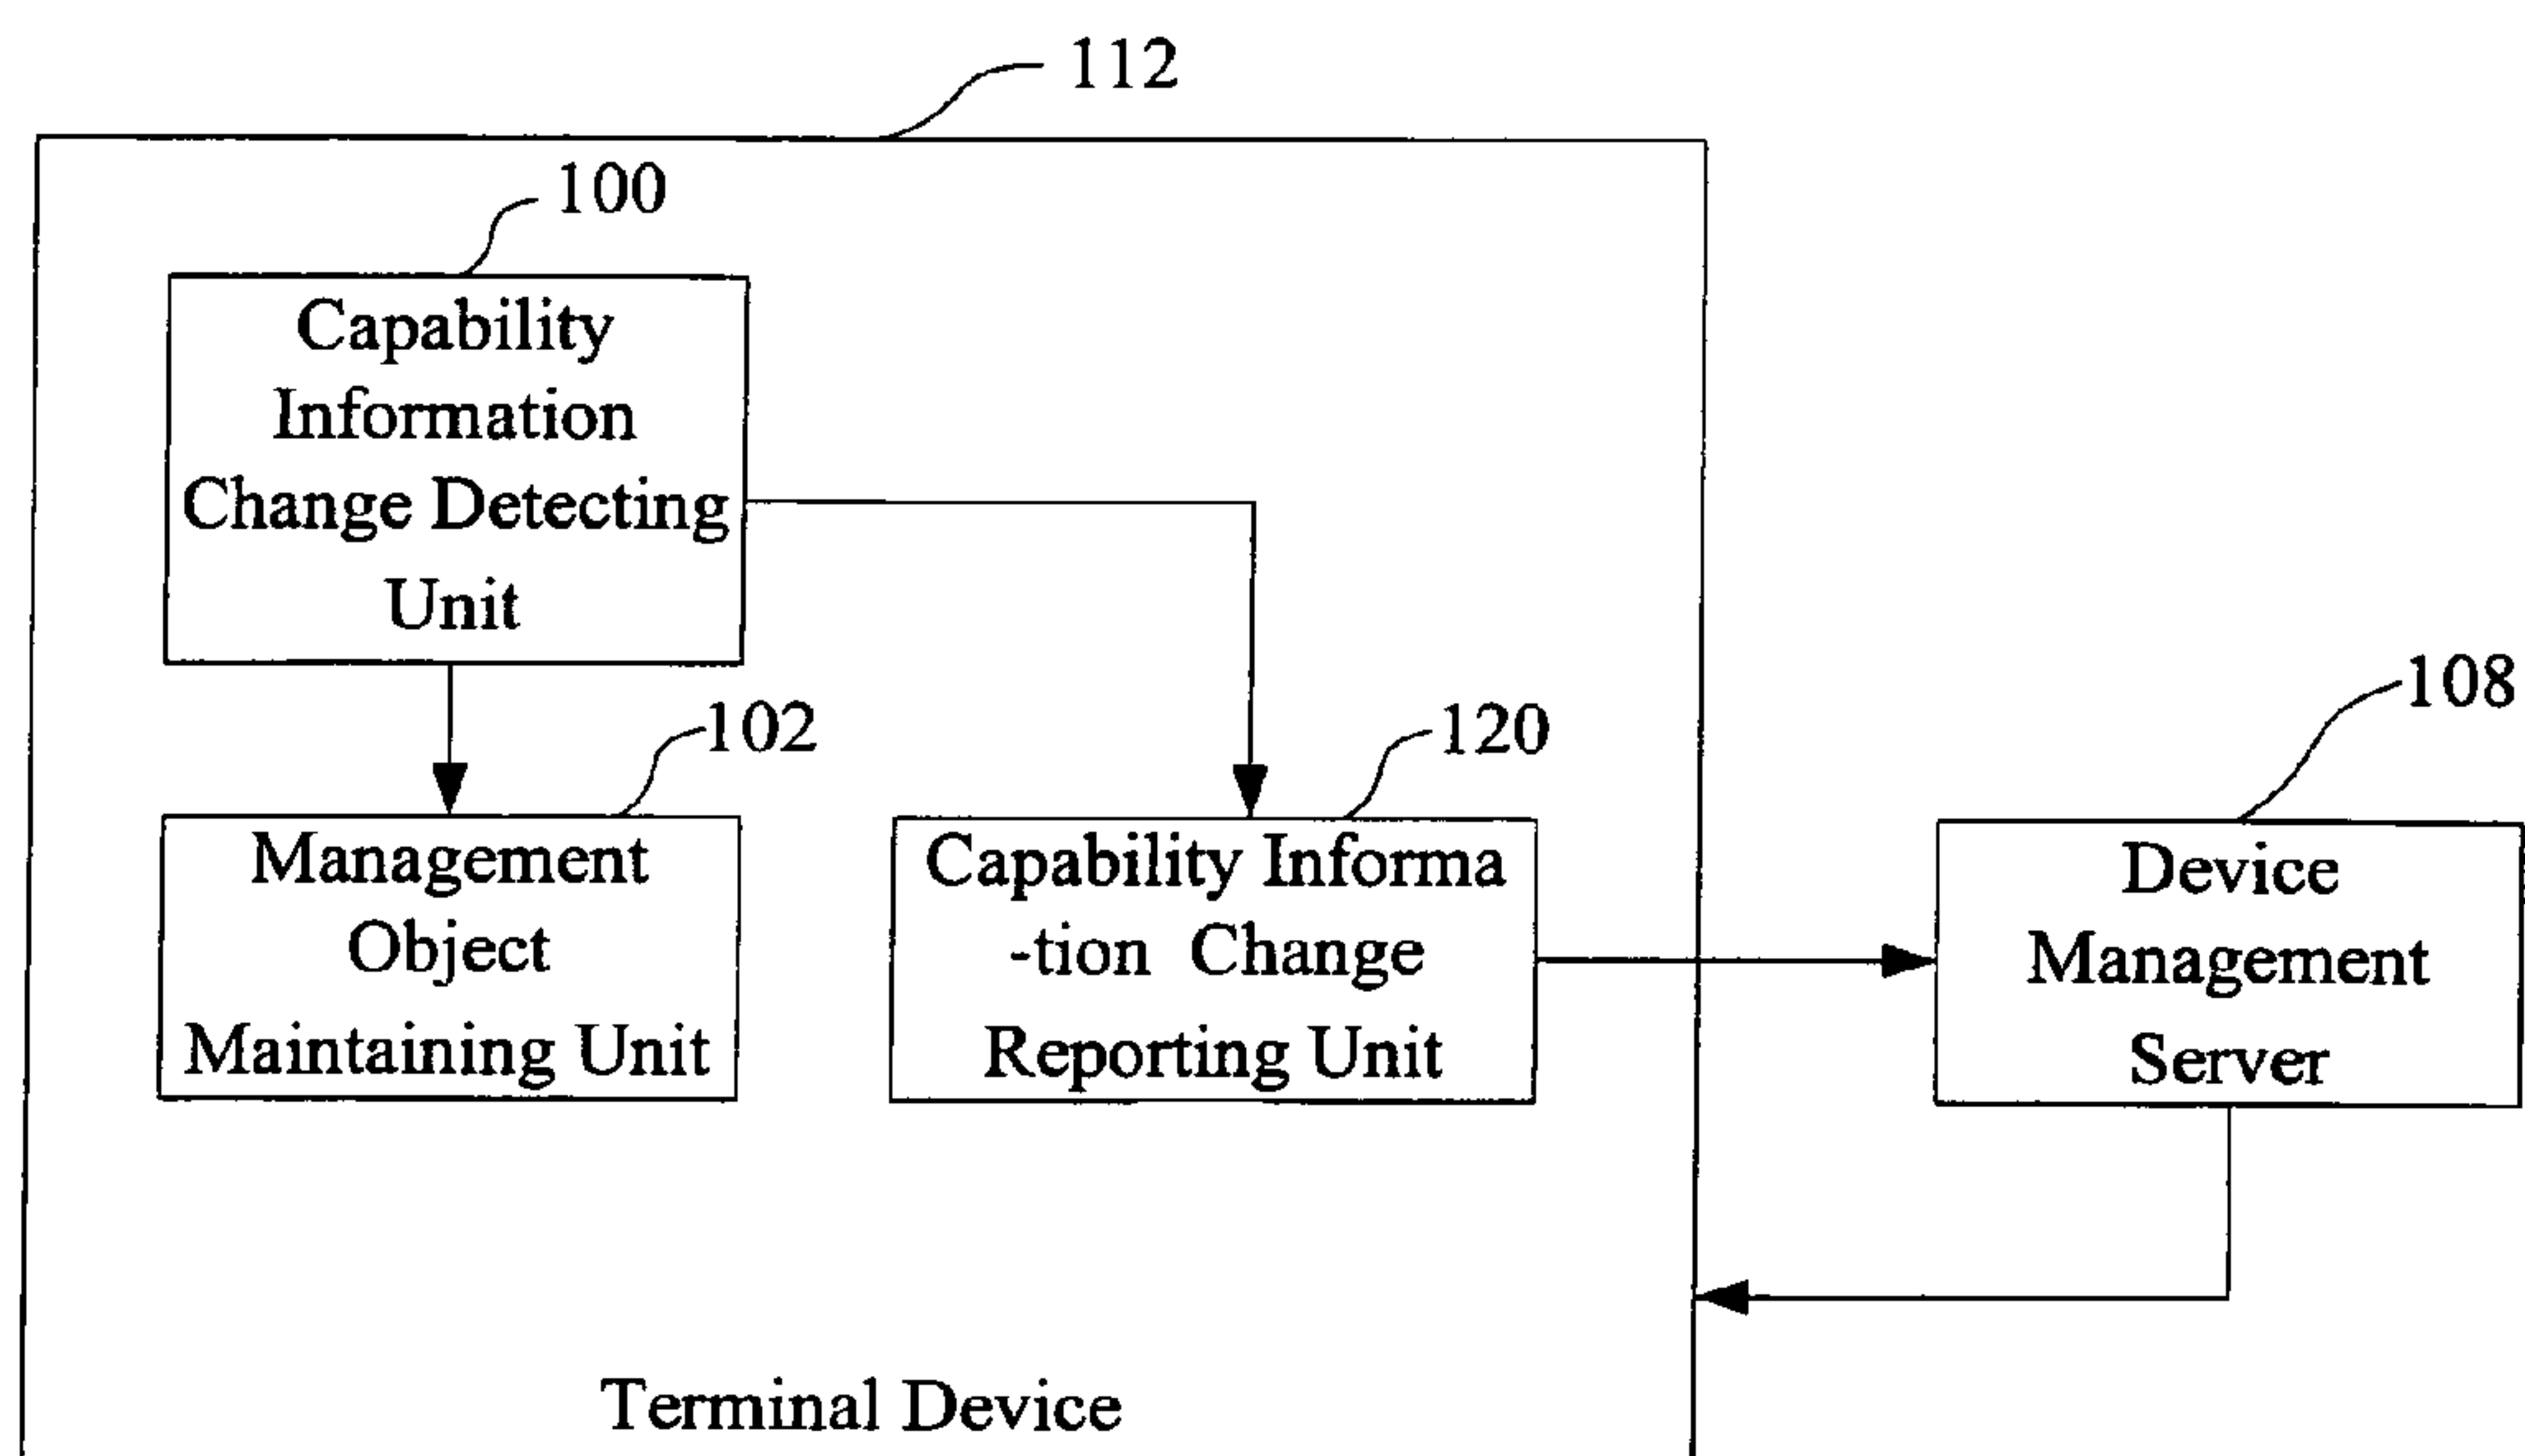 112
100
Capability
Information
Change Detecting
Unit
102
Management
Object
Maintaining Unit
120
Capability Informa
-tion Change
Reporting Unit
108
Device
Management
Server
Terminal Device